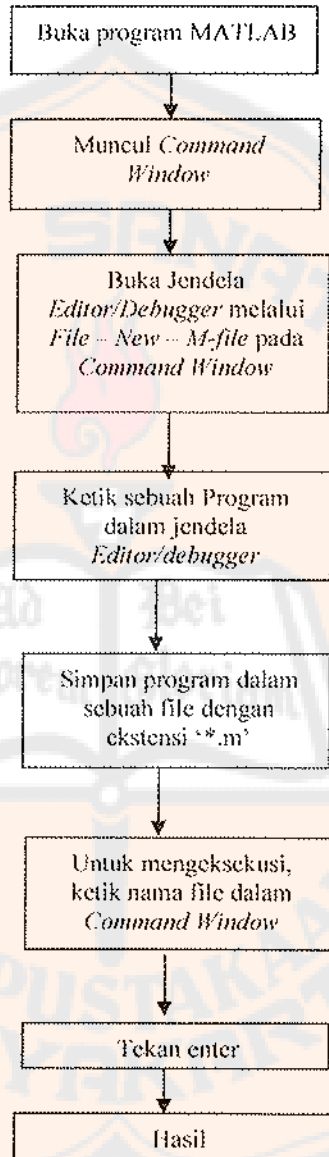 Buka program MATLAB
Muncul Command
Window
Buka Jendela
Editor/Debugger melalui
File – New – M-file pada
Command Window
Ketik sebuah Program
dalam jendela
Editor/debugger
Simpan program dalam
sebuah file dengan
ekstensi ‘*.m’
Untuk mengeksekusi,
ketik nama file dalam
Command Window
Tekan enter
Hasil